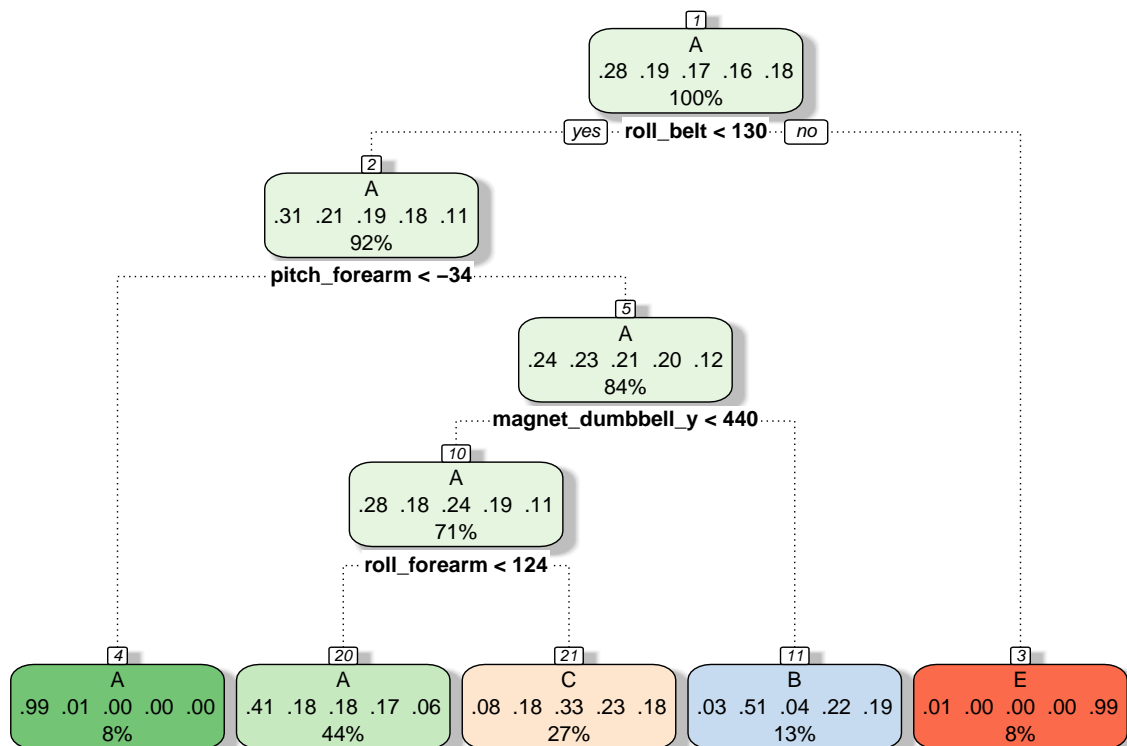 1
A
.28 .19 .17 .16 .18
100%
yes roll_belt < 130 no
2
A
.31 .21 .19 .18 .11
92%
pitch_forearm < −34
5
A
.24 .23 .21 .20 .12
84%
magnet_dumbbell_y < 440
10
A
.28 .18 .24 .19 .11
71%
roll_forearm < 124
4
A
.99 .01 .00 .00 .00
8%
20
A
.41 .18 .18 .17 .06
44%
21
C
.08 .18 .33 .23 .18
27%
11
B
.03 .51 .04 .22 .19
13%
3
E
.01 .00 .00 .00 .99
8%